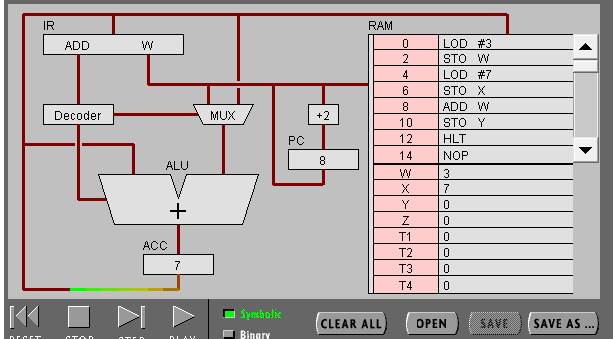 IR
RAM
ADD W
0 LOD #3
2 STO W
4 LOD #7
6 STO X
8 ADD W
10 STO Y
12 HLT
14 NOP
Decoder
MUX
+2
PC
8
ALU
+
ACC
7
W 3
X 7
Y 0
Z 0
T1 0
T2 0
T3 0
T4 0
Symbolic
Binary
CLEAR ALL
OPEN
SAVE
SAVE AS ...
RESET STOP STEP PLAY